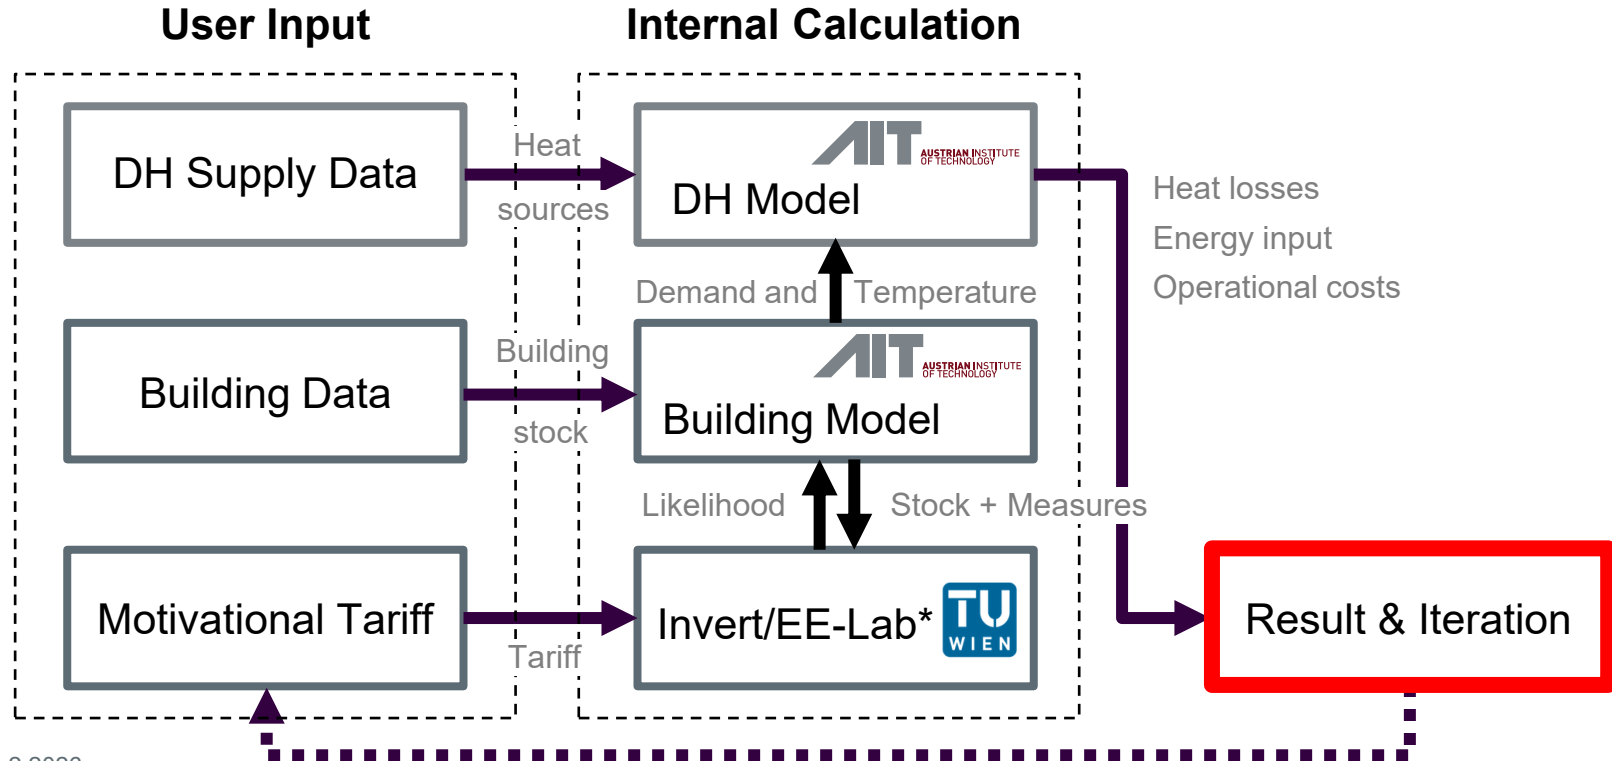 User Input
Internal Calculation
DH Supply Data
Heat
sources
AIT
AUSTRIAN INSTITUTE
OF TECHNOLOGY
DH Model
Heat losses
Energy input
Operational costs
Demand and
Temperature
Building Data
Building
stock
AIT
AUSTRIAN INSTITUTE
OF TECHNOLOGY
Building Model
Likelihood
Stock + Measures
Motivational Tariff
Tariff
Invert/EE-Lab*
TU
WIEN
Result & Iteration